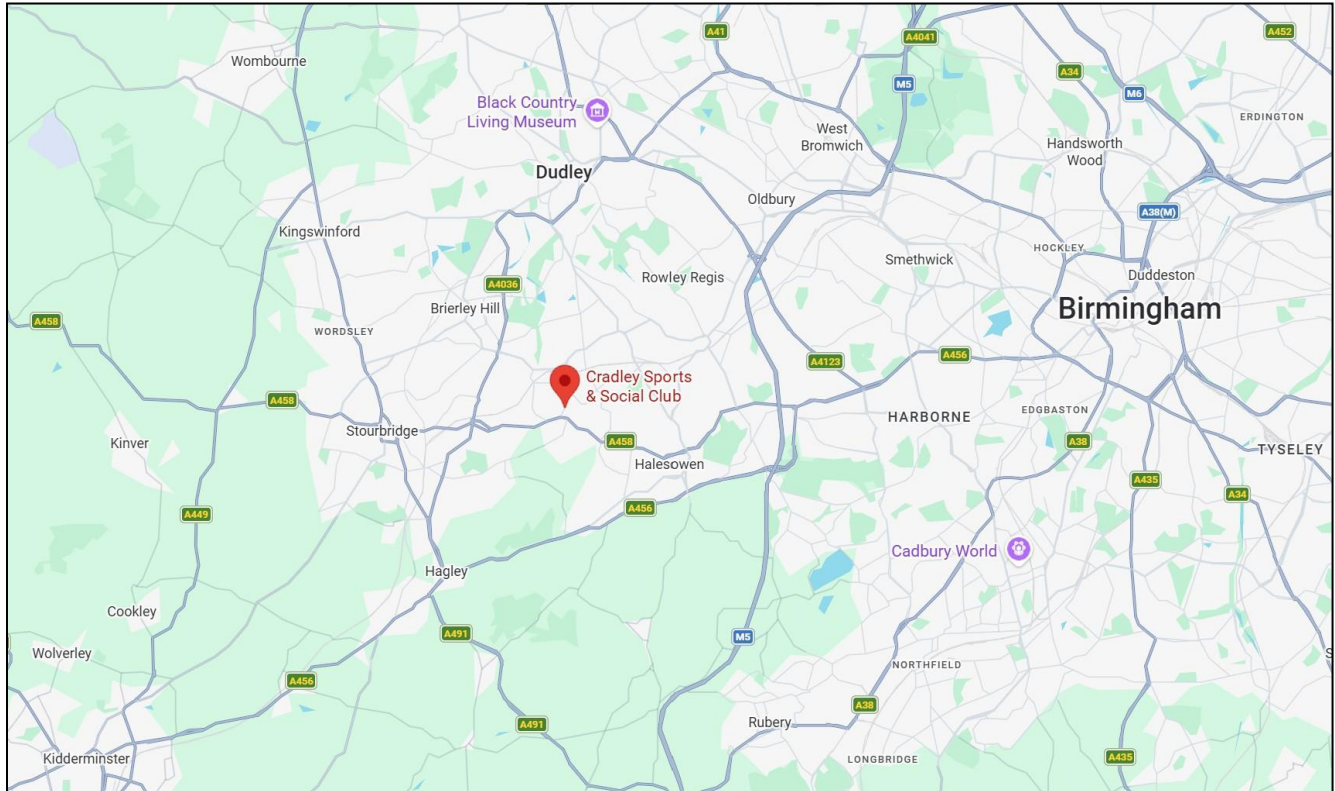 A41
A4041
A452
Wombourne
A34
M5
M6
Black Country
Living Museum
ERDINGTON
West
Bromwich
Handsworth
Wood
Dudley
Oldbury
A38(M)
Kingswinford
HOCKLEY
Smethwick
Rowley Regis
Duddeston
A4036
Brierley Hill
Birmingham
A458
WORDSLEY
A456
A4123
Cradley Sports
& Social Club
A458
EDGBASTON
HARBORNE
Stourbridge
A458
A38
Kinver
TYSELEY
Halesowen
A435
A34
A449
A456
Cadbury World
Hagley
Cookley
A491
M5
Wolverley
S
NORTHFIELD
A456
A38
Rubery
A491
Kidderminster
LONGBRIDGE
A435